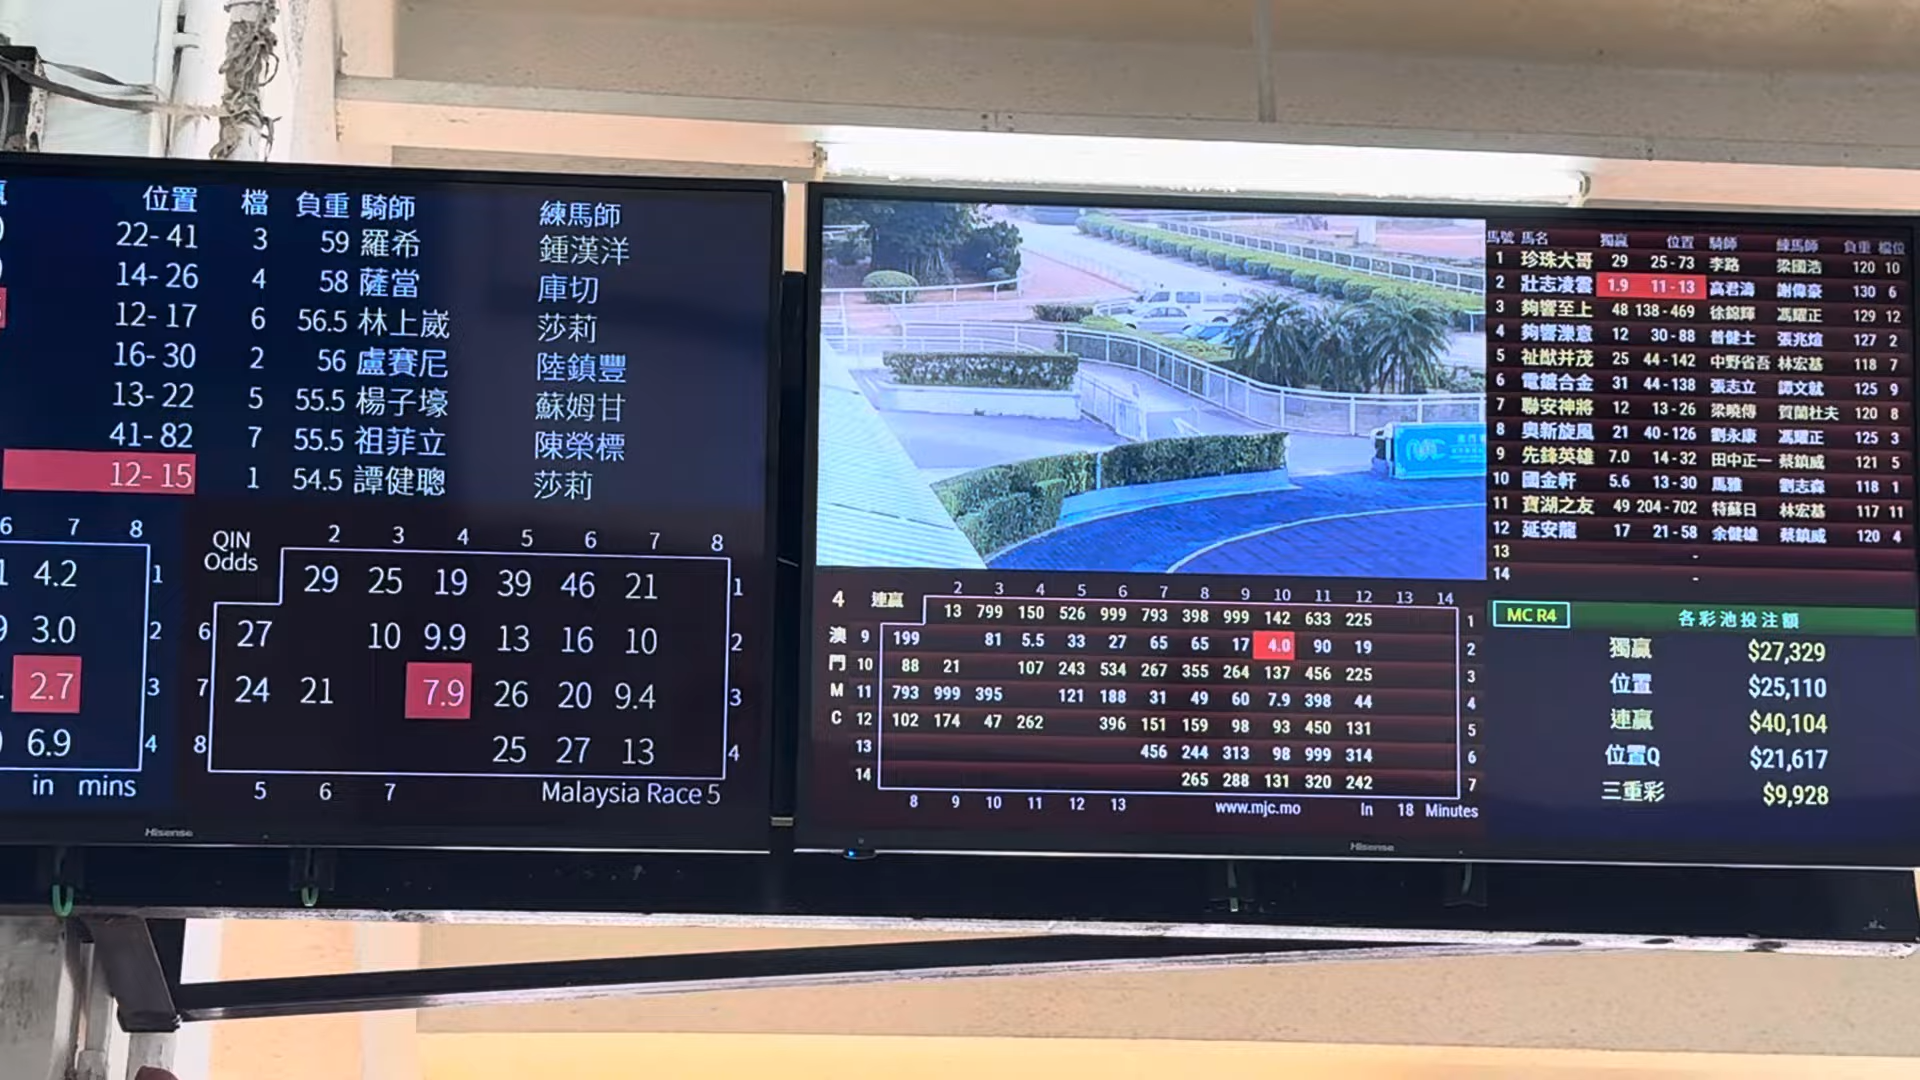 位置 檔 負重 騎師 練馬師
22- 41 3 59 羅希 鍾漢洋
14- 26 4 58 薩當 庫切
12- 17 6 56.5 林上崴 莎莉
16- 30 2 56 盧賽尼 陸鎮豐
13- 22 5 55.5 楊子壕 蘇姆甘
41- 82 7 55.5 祖菲立 陳榮標
12- 15 1 54.5 譚健聰 莎莉
6 7 8
4.2 1
3.0 2
2.7 3
6.9 4
in mins
QIN Odds 2 3 4 5 6 7 8
29 25 19 39 46 21 1
6 27 10 9.9 13 16 10 2
7 24 21 7.9 26 20 9.4 3
8 25 27 13 4
5 6 7 Malaysia Race 5
Hisense
馬號 馬名 獨贏 位置 騎師 練馬師 負重 檔位
1 珍珠大哥 29 25 - 73 李路 梁國浩 120 10
2 壯志凌雲 1.9 11 - 13 高君濤 謝偉豪 130 6
3 夠響至上 48 138 - 469 徐錦輝 馮耀正 129 12
4 夠響濼意 12 30 - 88 普健士 張兆煊 127 2
5 祉猷并茂 25 44 - 142 中野省吾 林宏基 118 7
6 電鍍合金 31 44 - 138 張志立 譚文就 125 9
7 聯安神將 12 13 - 26 梁曉傳 賀蘭杜夫 120 8
8 奧新旋風 21 40 - 126 劉永康 馮耀正 125 3
9 先鋒英雄 7.0 14 - 32 田中正一 蔡鎮威 121 5
10 國金軒 5.6 13 - 30 馬雅 劉志森 118 1
11 寶湖之友 49 204 - 702 特蘇日 林宏基 117 11
12 延安龍 17 21 - 58 余健雄 蔡鎮威 120 4
13 -
14 -
4 連贏 2 3 4 5 6 7 8 9 10 11 12 13 14
13 799 150 526 999 793 398 999 142 633 225 1
澳 9 199 81 5.5 33 27 65 65 17 4.0 90 19 2
門 10 88 21 107 243 534 267 355 264 137 456 225 3
M 11 793 999 395 121 188 31 49 60 7.9 398 44 4
C 12 102 174 47 262 396 151 159 98 93 450 131 5
13 456 244 313 98 999 314 6
14 265 288 131 320 242 7
8 9 10 11 12 13 www.mjc.mo In 18 Minutes
MC R4 各彩池投注額
獨贏 $27,329
位置 $25,110
連贏 $40,104
位置Q $21,617
三重彩 $9,928
Hisense